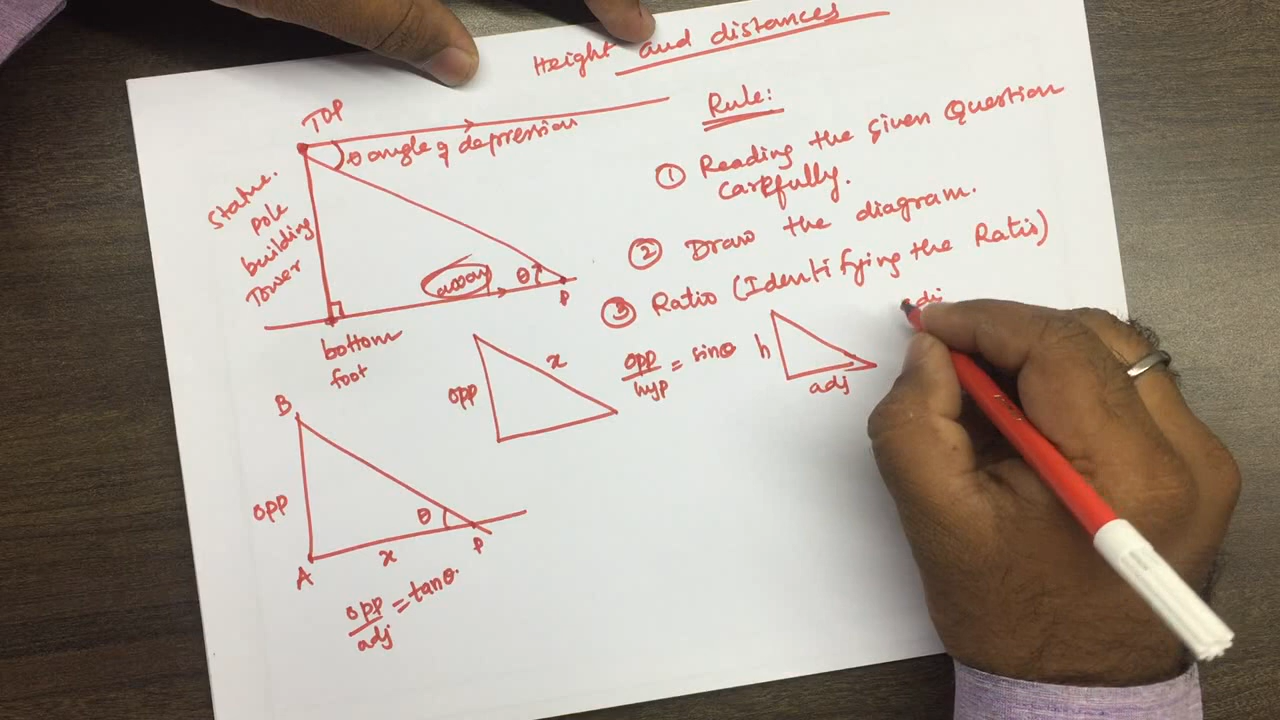 Height and distances
TOP
θ angle of depression
Statue.
pole
building
Tower
away
θ
P
bottom
foot
Rule:
① Reading the given Question
carefully.
② Draw the diagram.
③ Ratio (Identifying the Ratio)
opp
x
opp/hyp = sinθ
h
adj
adj
B
opp
θ
A
x
P
opp/adj = tanθ.